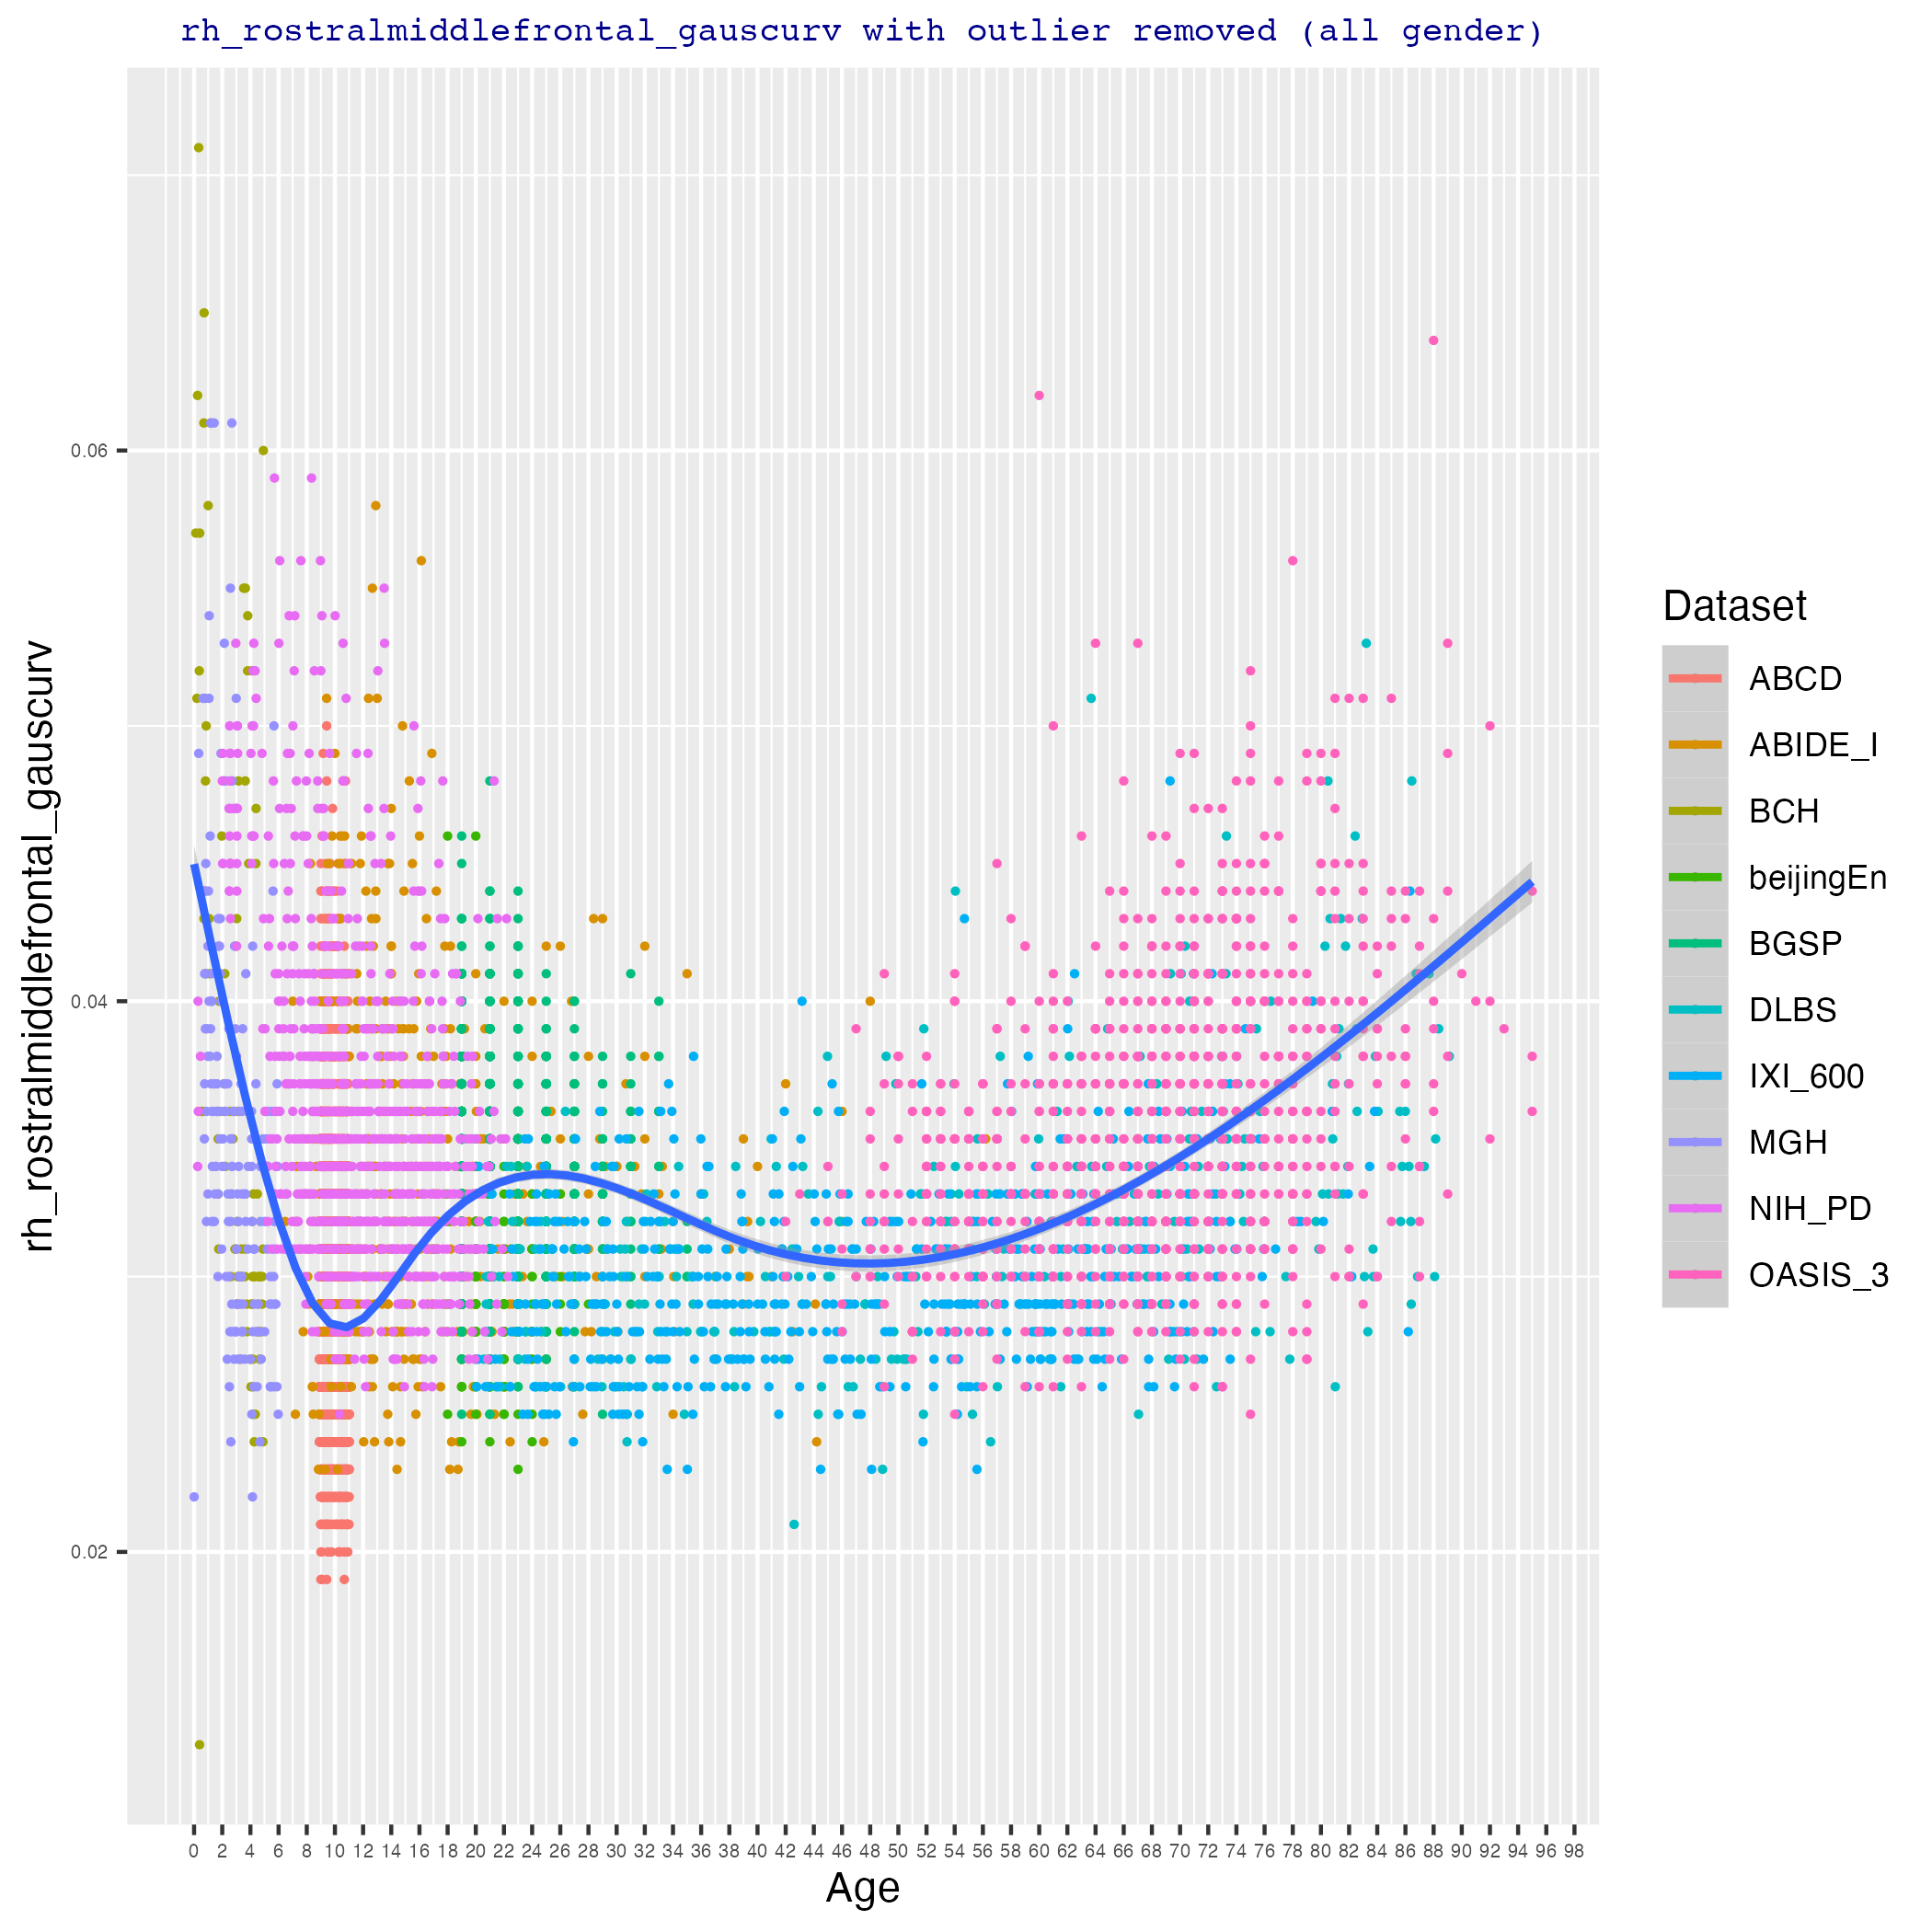 rh_rostralmiddlefrontal_gauscurv with outlier removed (all gender)
rh_rostralmiddlefrontal_gauscurv
0.06
0.04
0.02
0 2 4 6 8 10 12 14 16 18 20 22 24 26 28 30 32 34 36 38 40 42 44 46 48 50 52 54 56 58 60 62 64 66 68 70 72 74 76 78 80 82 84 86 88 90 92 94 96 98
Age
Dataset
ABCD
ABIDE_I
BCH
beijingEn
BGSP
DLBS
IXI_600
MGH
NIH_PD
OASIS_3